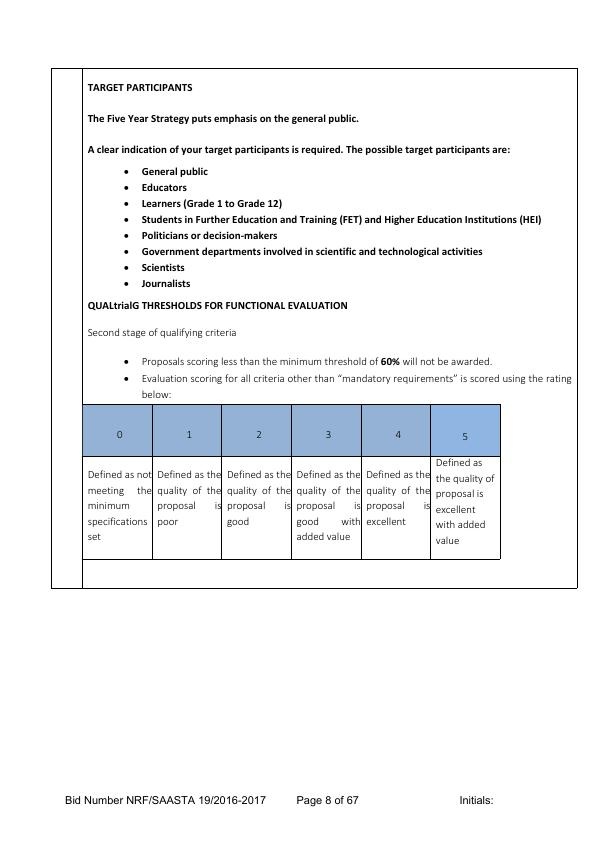 TARGET PARTICIPANTS
The Five Year Strategy puts emphasis on the general public.
A clear indication of your target participants is required. The possible target participants are:
• General public
• Educators
• Learners (Grade 1 to Grade 12)
• Students in Further Education and Training (FET) and Higher Education Institutions (HEI)
• Politicians or decision-makers
• Government departments involved in scientific and technological activities
• Scientists
• Journalists
QUALtrialG THRESHOLDS FOR FUNCTIONAL EVALUATION
Second stage of qualifying criteria
• Proposals scoring less than the minimum threshold of 60% will not be awarded.
• Evaluation scoring for all criteria other than “mandatory requirements” is scored using the rating
below:
0 1 2 3 4 5
Defined as not
meeting the
minimum
specifications
set
Defined as the
quality of the
proposal is
poor
Defined as the
quality of the
proposal is
good
Defined as the
quality of the
proposal is
good with
added value
Defined as the
quality of the
proposal is
excellent
Defined as
the quality of
proposal is
excellent
with added
value
Bid Number NRF/SAASTA 19/2016-2017 Page 8 of 67 Initials: